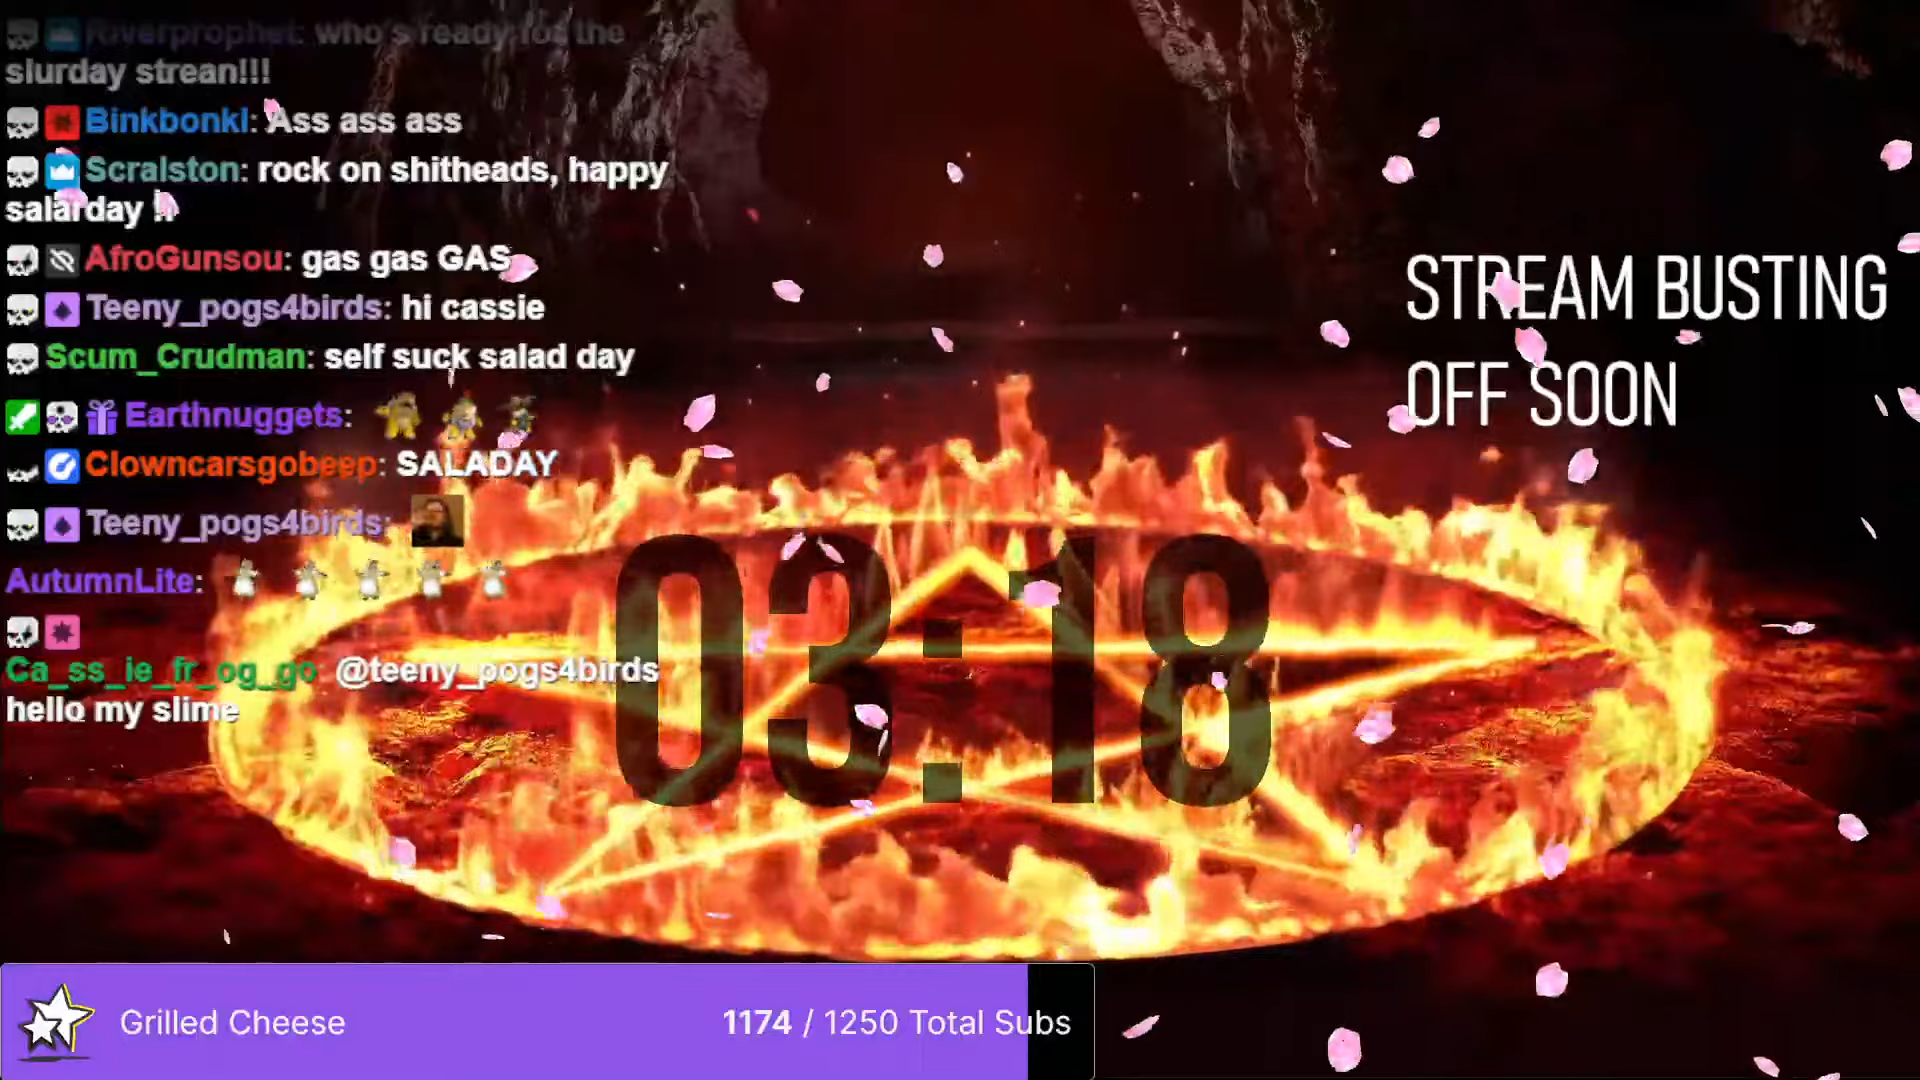 Riverprophet: who's ready for the
slurday strean!!!
Binkbonkl: Ass ass ass
Scralston: rock on shitheads, happy
salarday !!
AfroGunsou: gas gas GAS
Teeny_pogs4birds: hi cassie
Scum_Crudman: self suck salad day
Earthnuggets:
Clowncarsgobeep: SALADAY
Teeny_pogs4birds:
AutumnLite:
Ca_ss_ie_fr_og_go: @teeny_pogs4birds
hello my slime
STREAM BUSTING
OFF SOON
03:18
Grilled Cheese
1174 / 1250 Total Subs